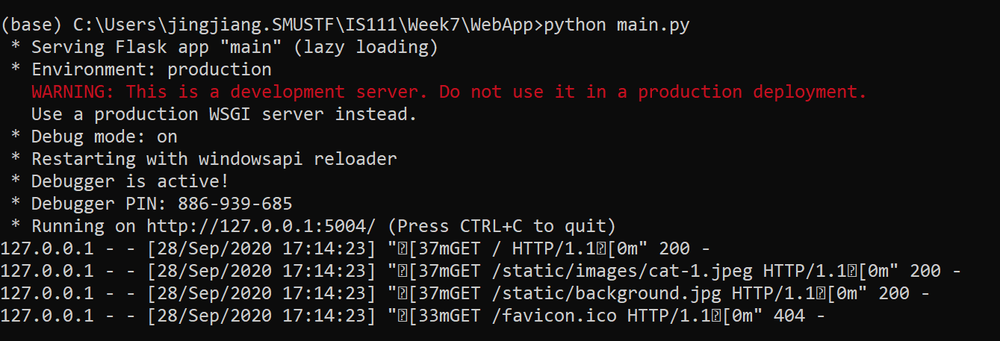 (base) C:\Users\jingjiang.SMUSTF\IS111\Week7\WebApp>python main.py
* Serving Flask app "main" (lazy loading)
* Environment: production
WARNING: This is a development server. Do not use it in a production deployment.
Use a production WSGI server instead.
* Debug mode: on
* Restarting with windowsapi reloader
* Debugger is active!
* Debugger PIN: 886-939-685
* Running on http://127.0.0.1:5004/ (Press CTRL+C to quit)
127.0.0.1 - - [28/Sep/2020 17:14:23] "⍰[37mGET / HTTP/1.1⍰[0m" 200 -
127.0.0.1 - - [28/Sep/2020 17:14:23] "⍰[37mGET /static/images/cat-1.jpeg HTTP/1.1⍰[0m" 200 -
127.0.0.1 - - [28/Sep/2020 17:14:23] "⍰[37mGET /static/background.jpg HTTP/1.1⍰[0m" 200 -
127.0.0.1 - - [28/Sep/2020 17:14:23] "⍰[33mGET /favicon.ico HTTP/1.1⍰[0m" 404 -